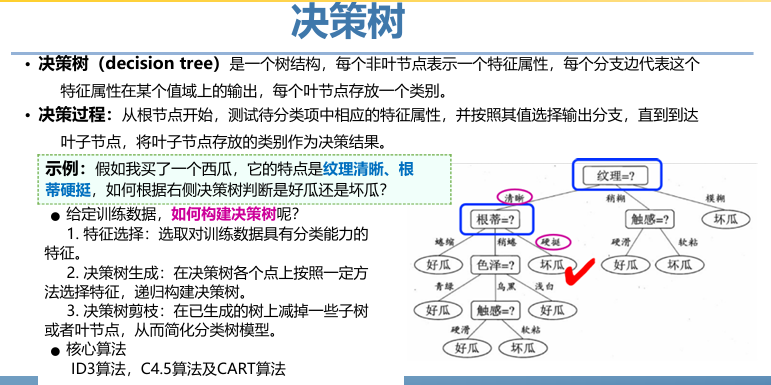 决策树
• 决策树（decision tree）是一个树结构，每个非叶节点表示一个特征属性，每个分支边代表这个
特征属性在某个值域上的输出，每个叶节点存放一个类别。
• 决策过程：从根节点开始，测试待分类项中相应的特征属性，并按照其值选择输出分支，直到到达
叶子节点，将叶子节点存放的类别作为决策结果。
示例：假如我买了一个西瓜，它的特点是纹理清晰、根
蒂硬挺，如何根据右侧决策树判断是好瓜还是坏瓜？
● 给定训练数据，如何构建决策树呢？
1. 特征选择：选取对训练数据具有分类能力的
特征。
2. 决策树生成：在决策树各个点上按照一定方
法选择特征，递归构建决策树。
3. 决策树剪枝：在已生成的树上减掉一些子树
或者叶节点，从而简化分类树模型。
● 核心算法
ID3算法，C4.5算法及CART算法
纹理=?
清晰 稍糊 模糊
根蒂=? 触感=? 坏瓜
蜷缩 稍蜷 硬挺 硬滑 软粘
好瓜 色泽=? 坏瓜 好瓜 坏瓜
青绿 乌黑 浅白
好瓜 触感=? 好瓜
硬滑 软粘
好瓜 坏瓜